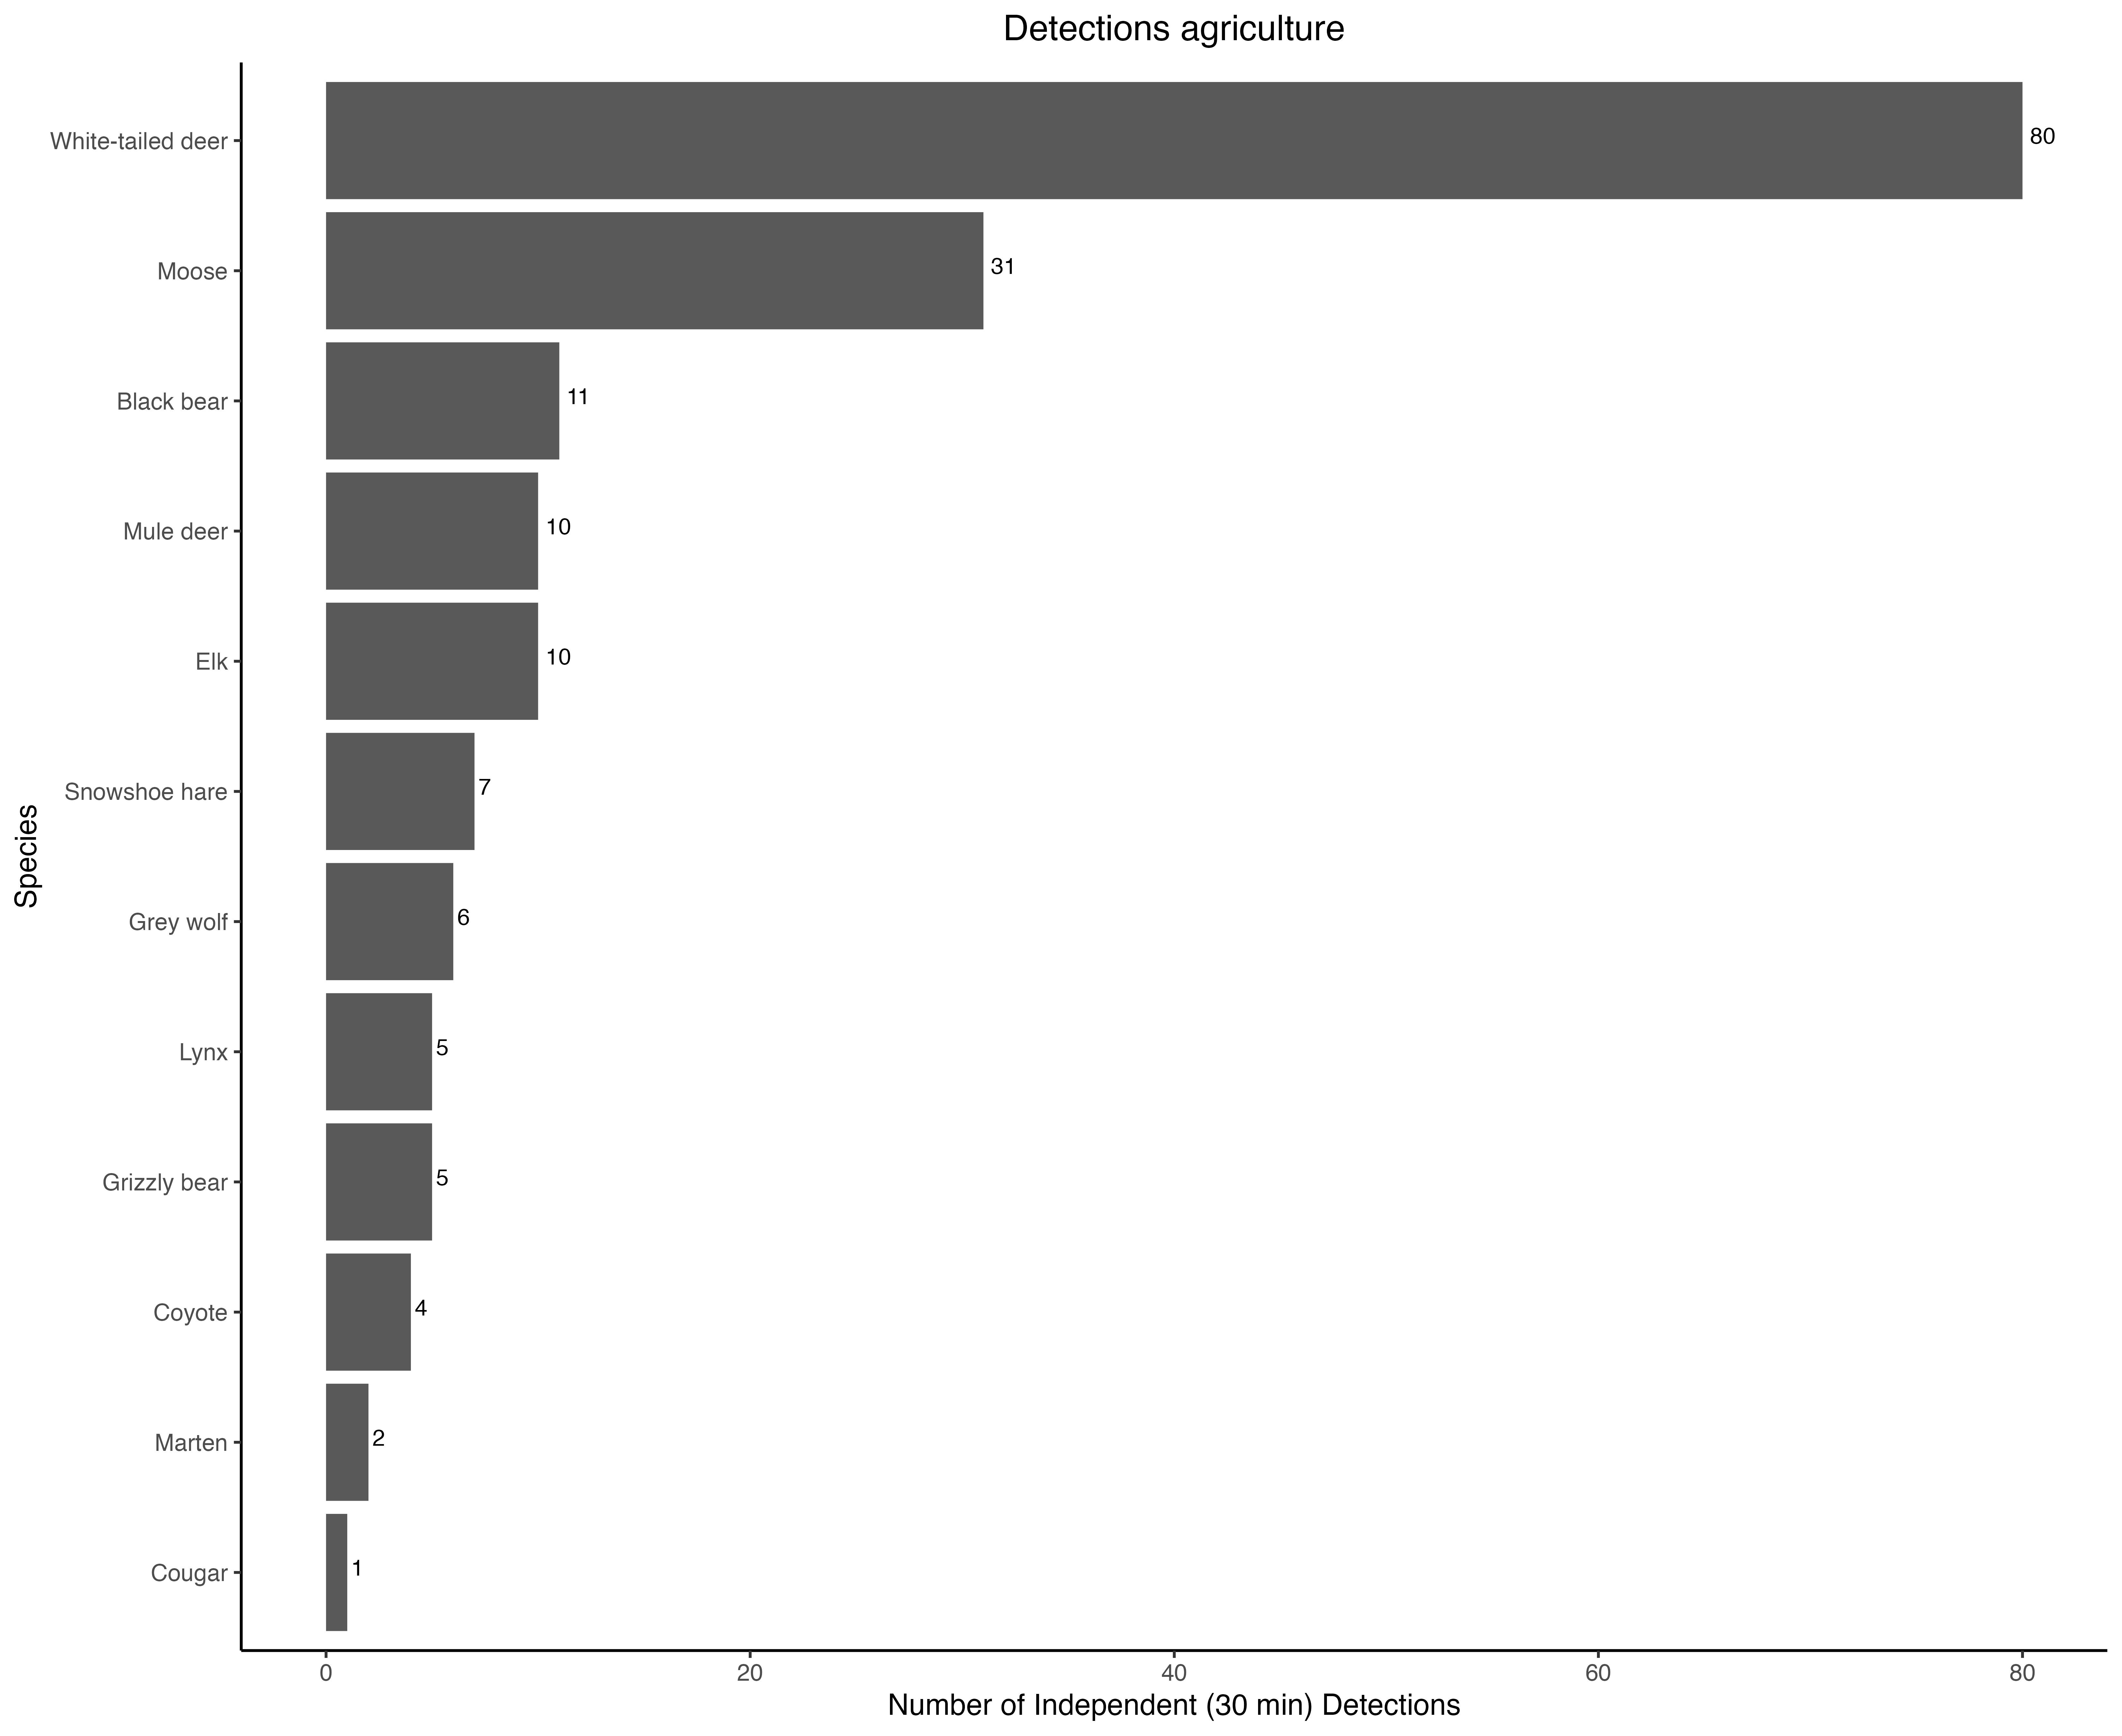 Detections agriculture
White-tailed deer 80
Moose 31
Black bear 11
Mule deer 10
Elk 10
Snowshoe hare 7
Species
Grey wolf 6
Lynx 5
Grizzly bear 5
Coyote 4
Marten 2
Cougar 1
0 20 40 60 80
Number of Independent (30 min) Detections